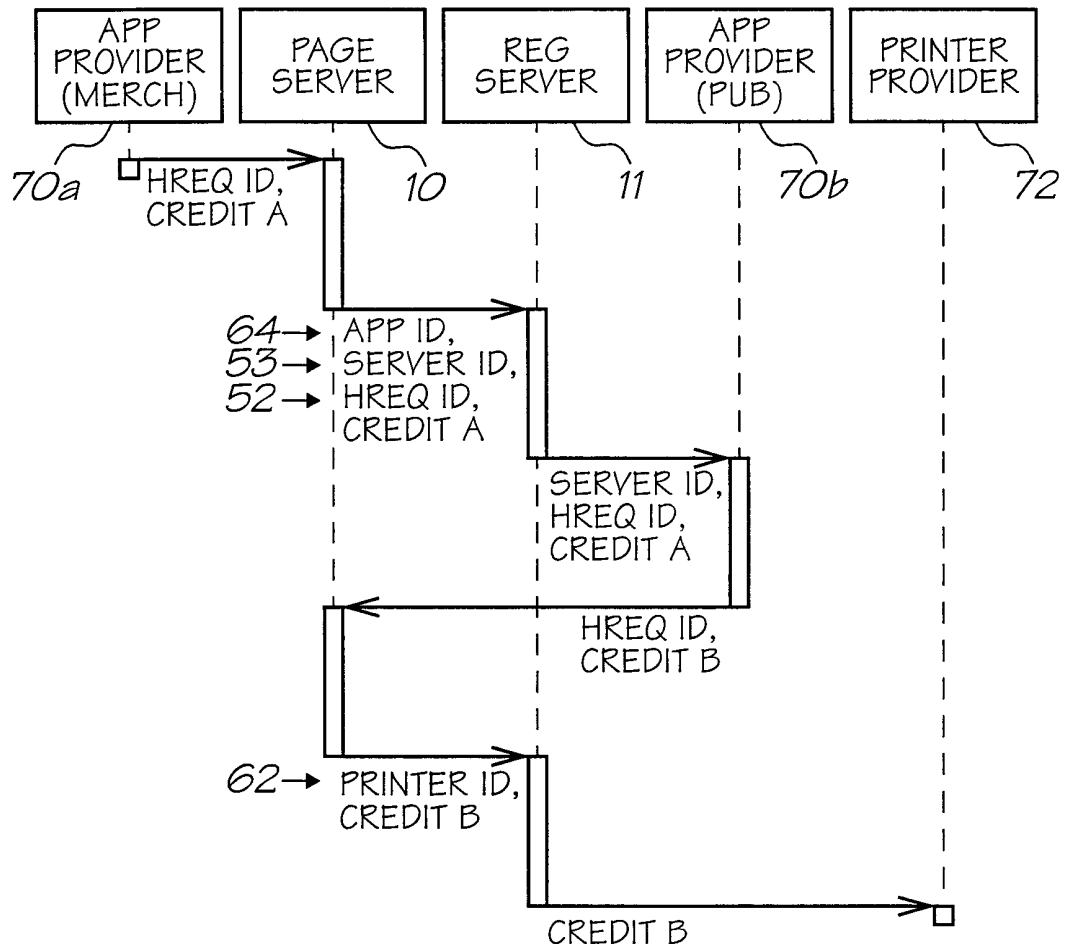 APP
PROVIDER
(MERCH)
PAGE
SERVER
REG
SERVER
APP
PROVIDER
(PUB)
PRINTER
PROVIDER
70a
10
11
70b
72
HREQ ID,
CREDIT A
64
APP ID,
53
SERVER ID,
52
HREQ ID,
CREDIT A
SERVER ID,
HREQ ID,
CREDIT A
HREQ ID,
CREDIT B
62
PRINTER ID,
CREDIT B
CREDIT B